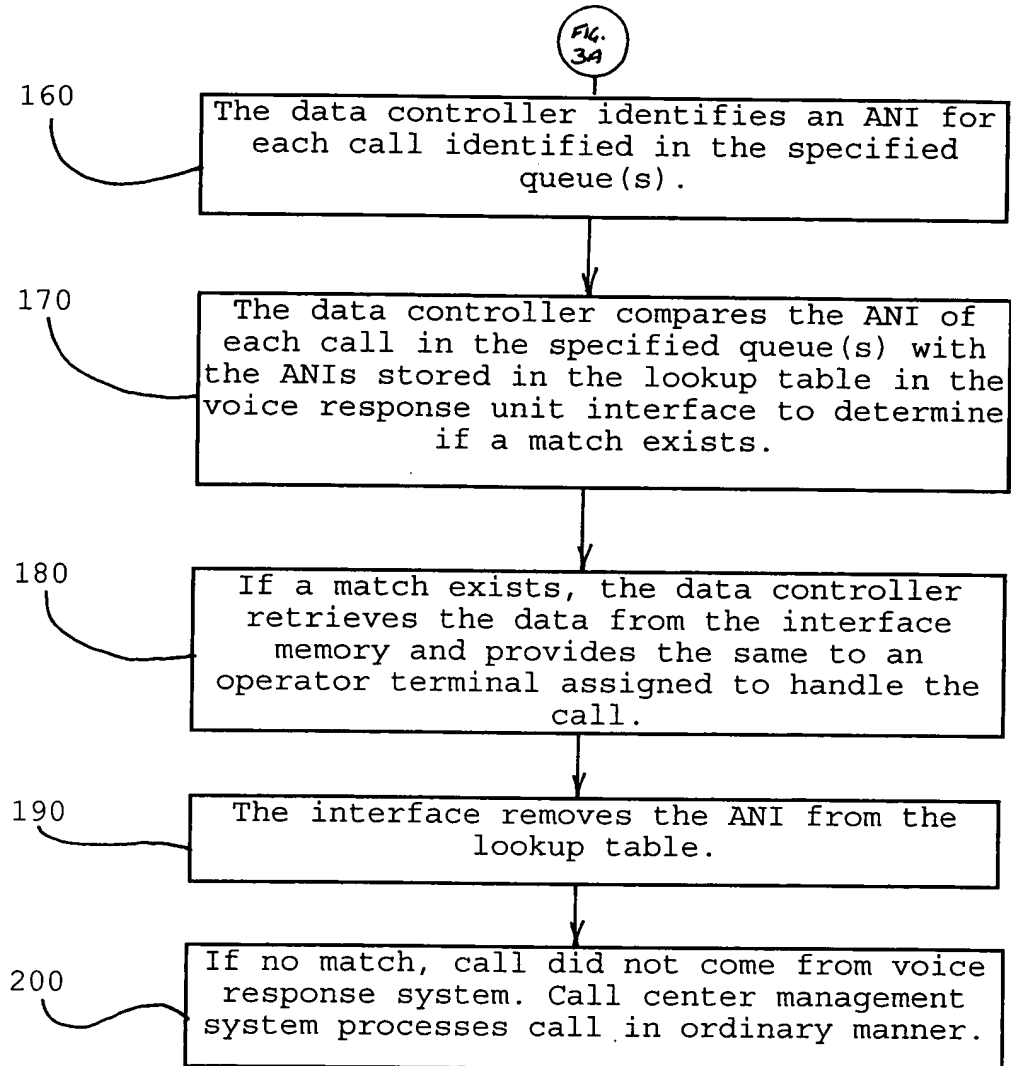 FIG.
3A
160
The data controller identifies an ANI for
each call identified in the specified
queue(s).
170
The data controller compares the ANI of
each call in the specified queue(s) with
the ANIs stored in the lookup table in the
voice response unit interface to determine
if a match exists.
180
If a match exists, the data controller
retrieves the data from the interface
memory and provides the same to an
operator terminal assigned to handle the
call.
190
The interface removes the ANI from the
lookup table.
200
If no match, call did not come from voice
response system. Call center management
system processes call in ordinary manner.